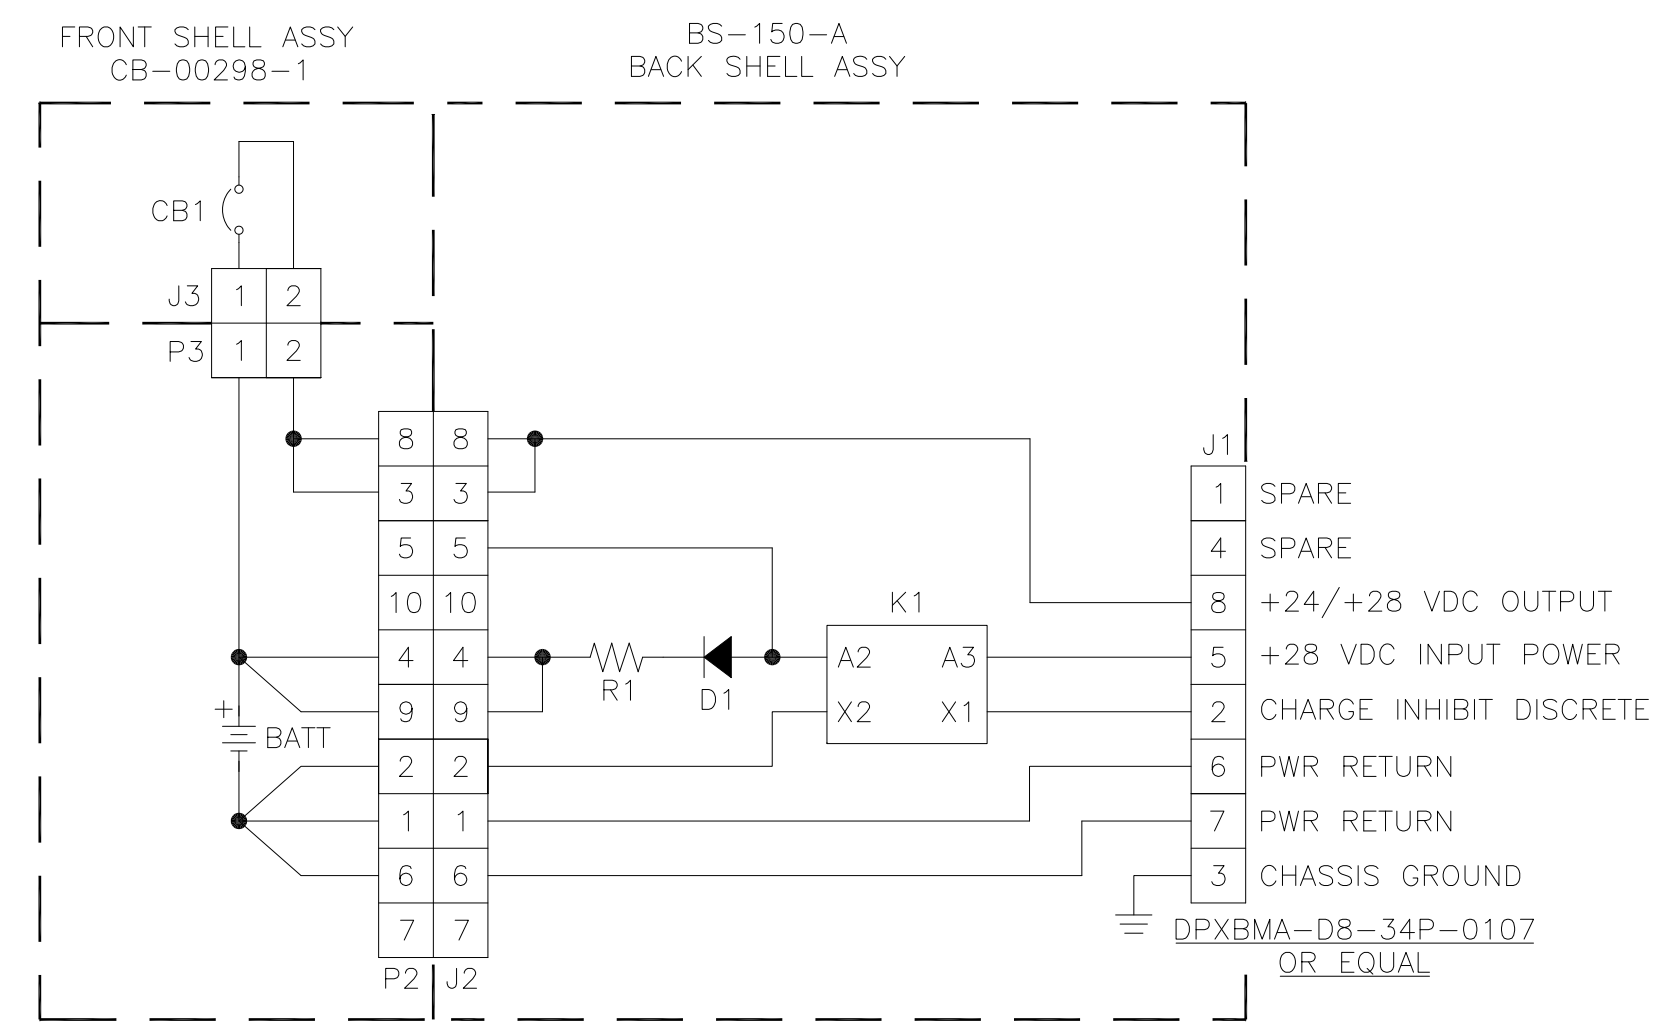 FRONT SHELL ASSY
CB-00298-1
BS-150-A
BACK SHELL ASSY
CB1
J3 1 2
P3 1 2
8 8
3 3
5 5
10 10
4 4
9 9
2 2
1 1
6 6
7 7
P2 J2
+
BATT
R1
D1
K1
A2 A3
X2 X1
J1
1 SPARE
4 SPARE
8 +24/+28 VDC OUTPUT
5 +28 VDC INPUT POWER
2 CHARGE INHIBIT DISCRETE
6 PWR RETURN
7 PWR RETURN
3 CHASSIS GROUND
DPXBMA-D8-34P-0107
OR EQUAL